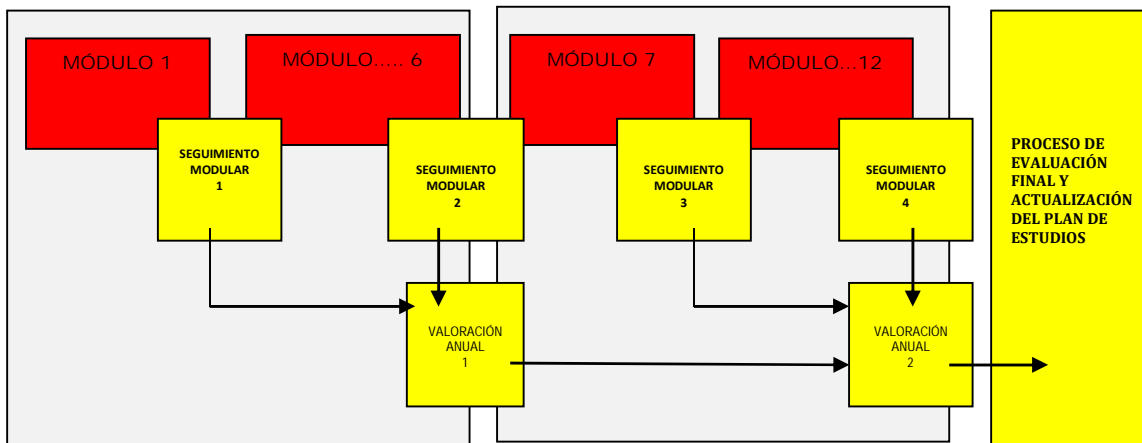 MÓDULO 1
MÓDULO..... 6
MÓDULO 7
MÓDULO...12
SEGUIMIENTO
MODULAR
1
SEGUIMIENTO
MODULAR
2
SEGUIMIENTO
MODULAR
3
SEGUIMIENTO
MODULAR
4
PROCESO DE
EVALUACIÓN
FINAL Y
ACTUALIZACIÓN
DEL PLAN DE
ESTUDIOS
VALORACIÓN
ANUAL
1
VALORACIÓN
ANUAL
2